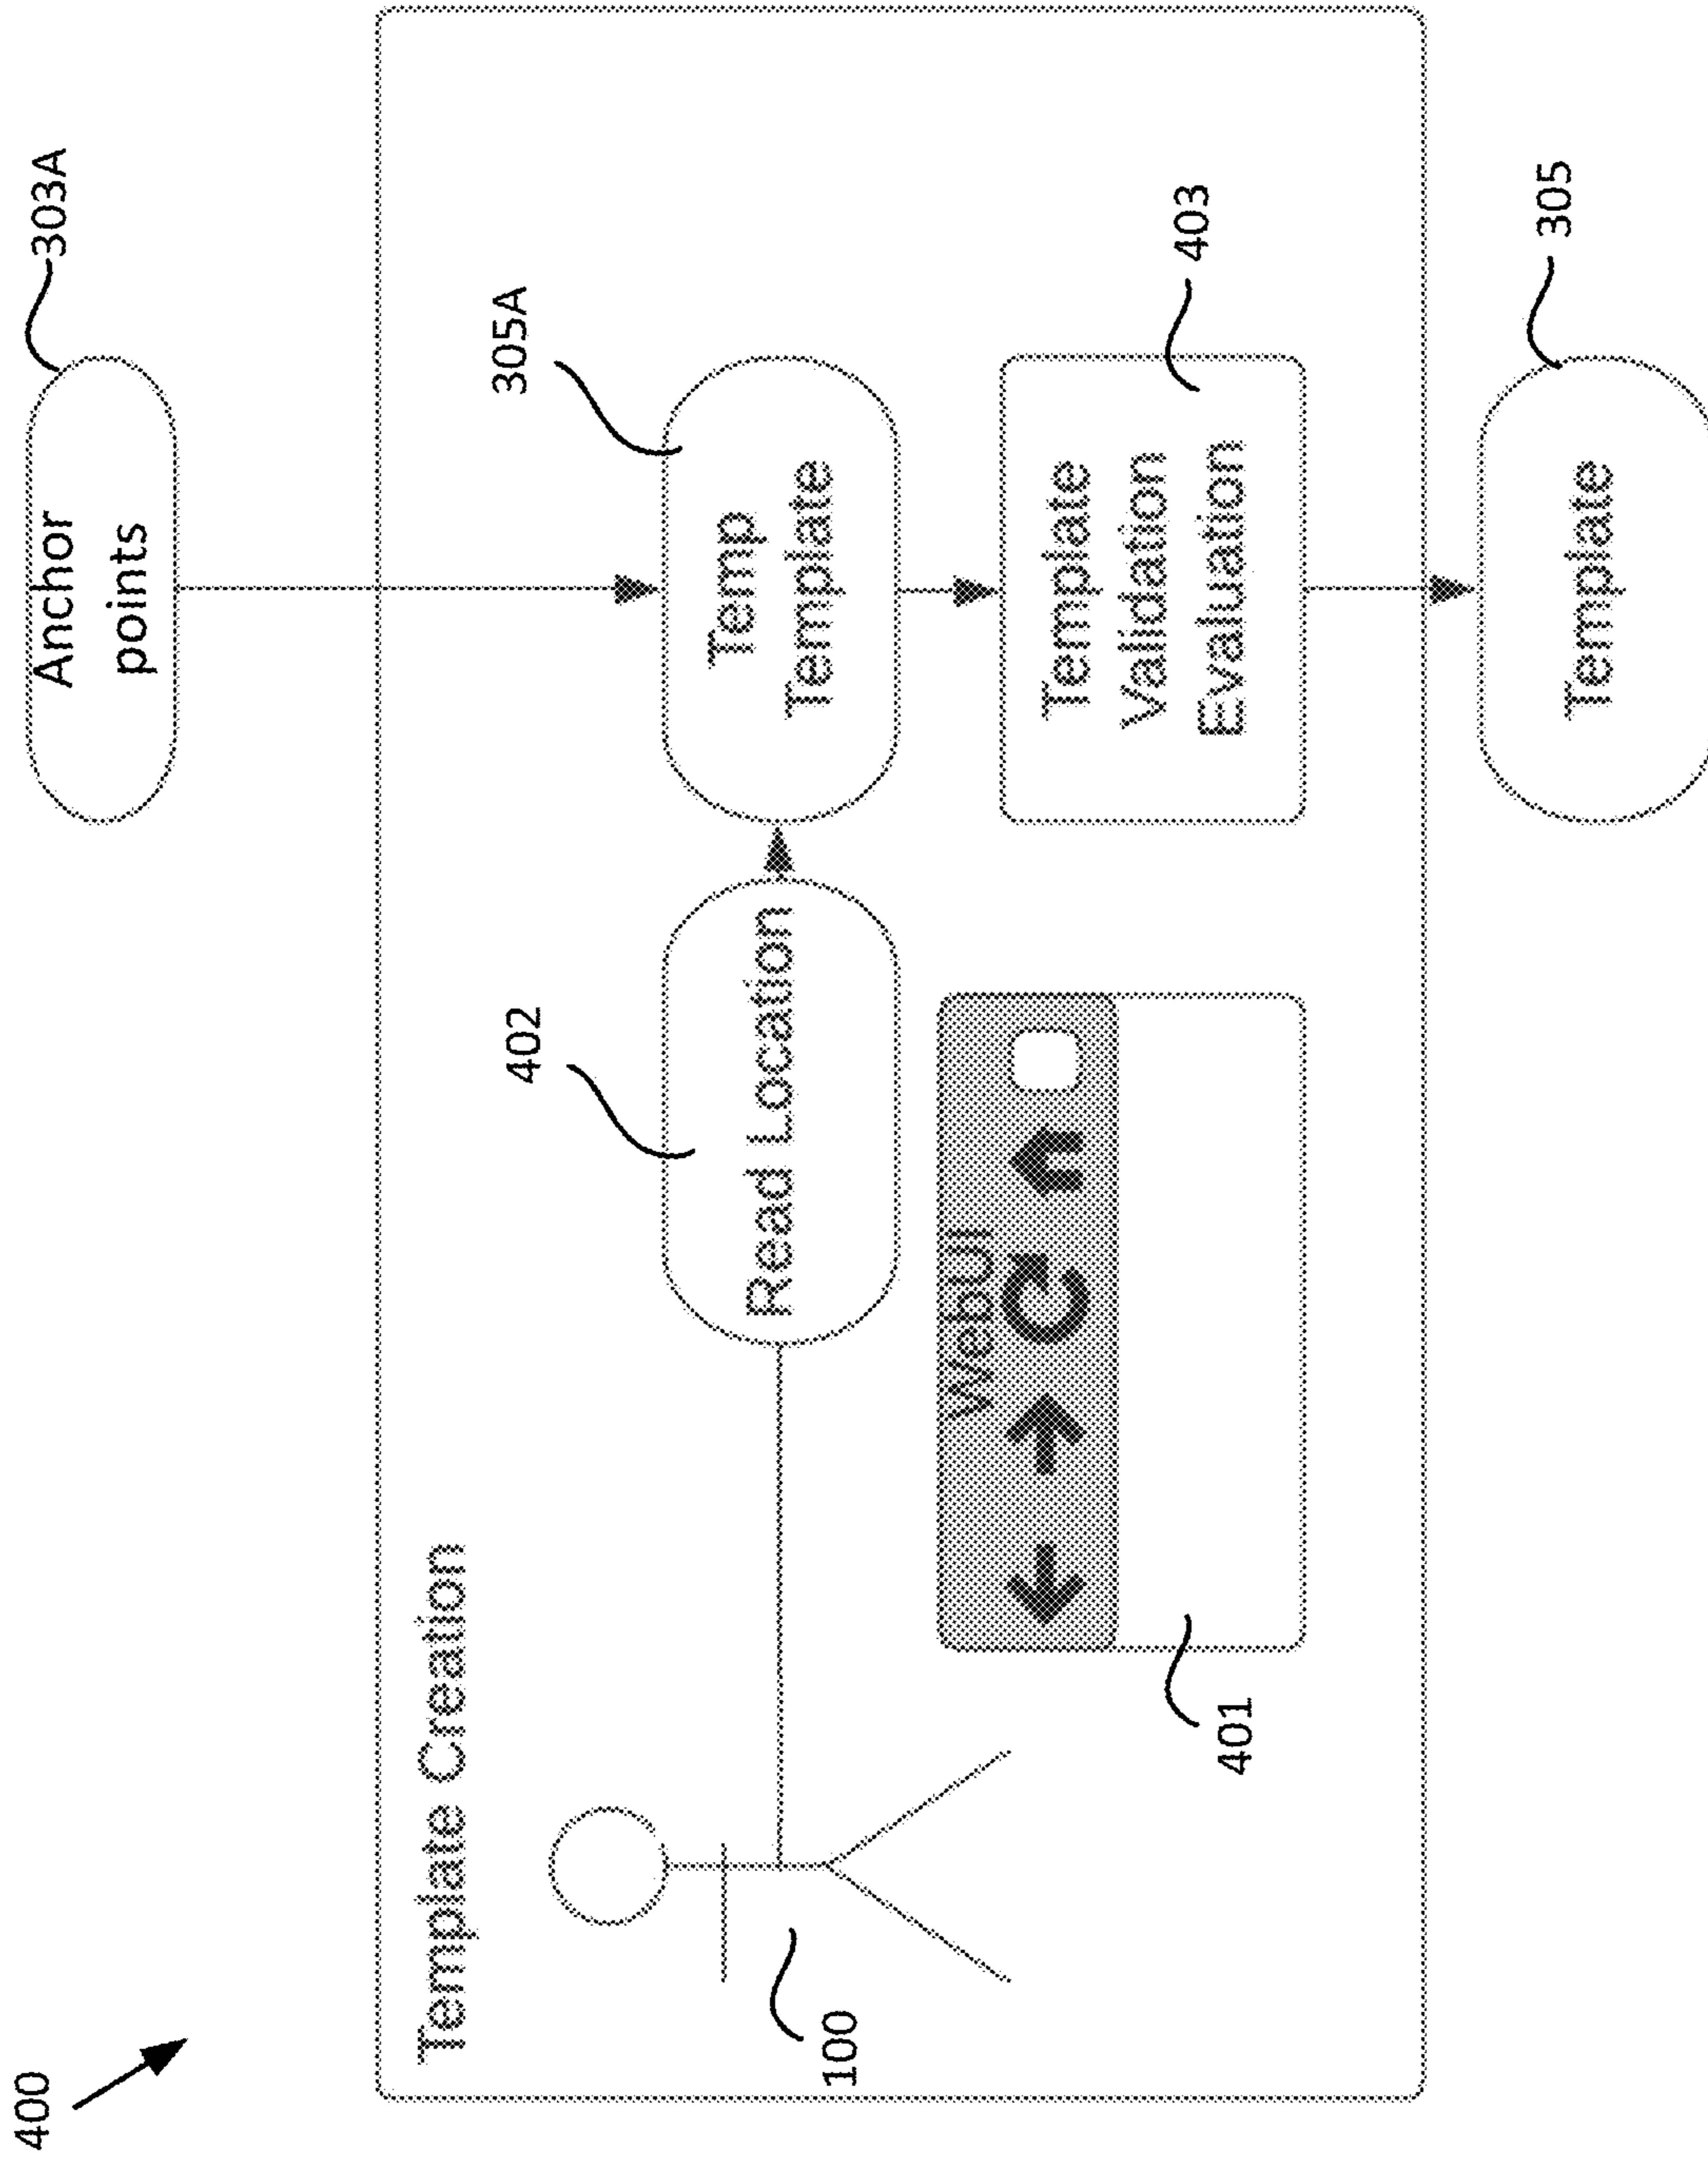 400
Anchor
points
303A
Template Creation
305A
402
Read Location
Temp
Template
100
WebUI
401
Template
Validation
Evaluation
403
Template
305